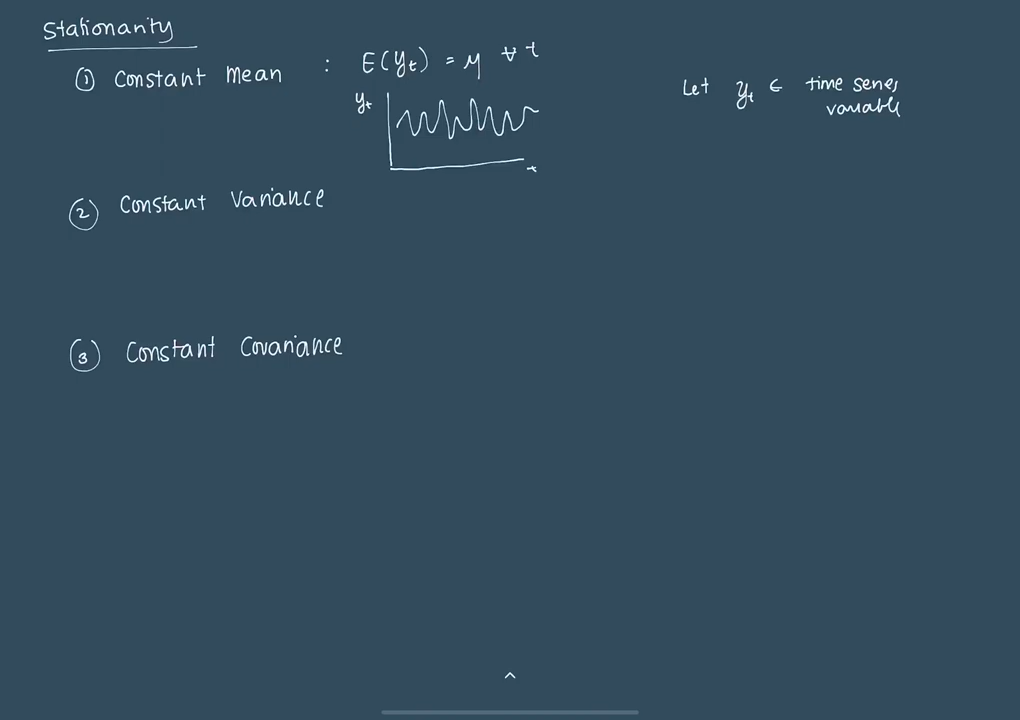 Stationarity
① Constant mean : E(yₜ) = μ ∀ t
yₜ
t
Let yₜ ∈ time series
variable
② Constant Variance
③ Constant Covariance